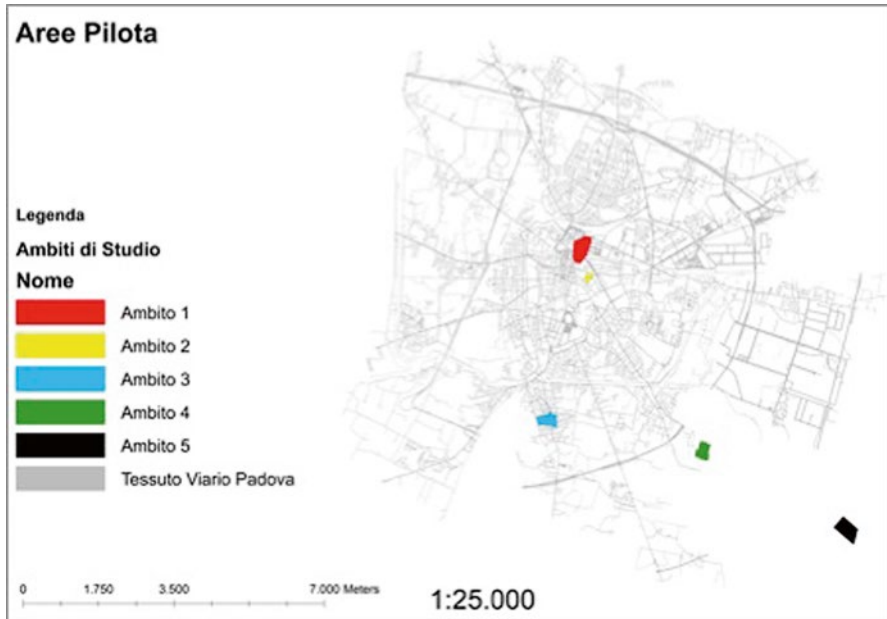 Aree Pilota
Legenda
Ambiti di Studio
Nome
Ambito 1
Ambito 2
Ambito 3
Ambito 4
Ambito 5
Tessuto Viario Padova
0 1.750 3.500 7.000 Meters
1:25.000